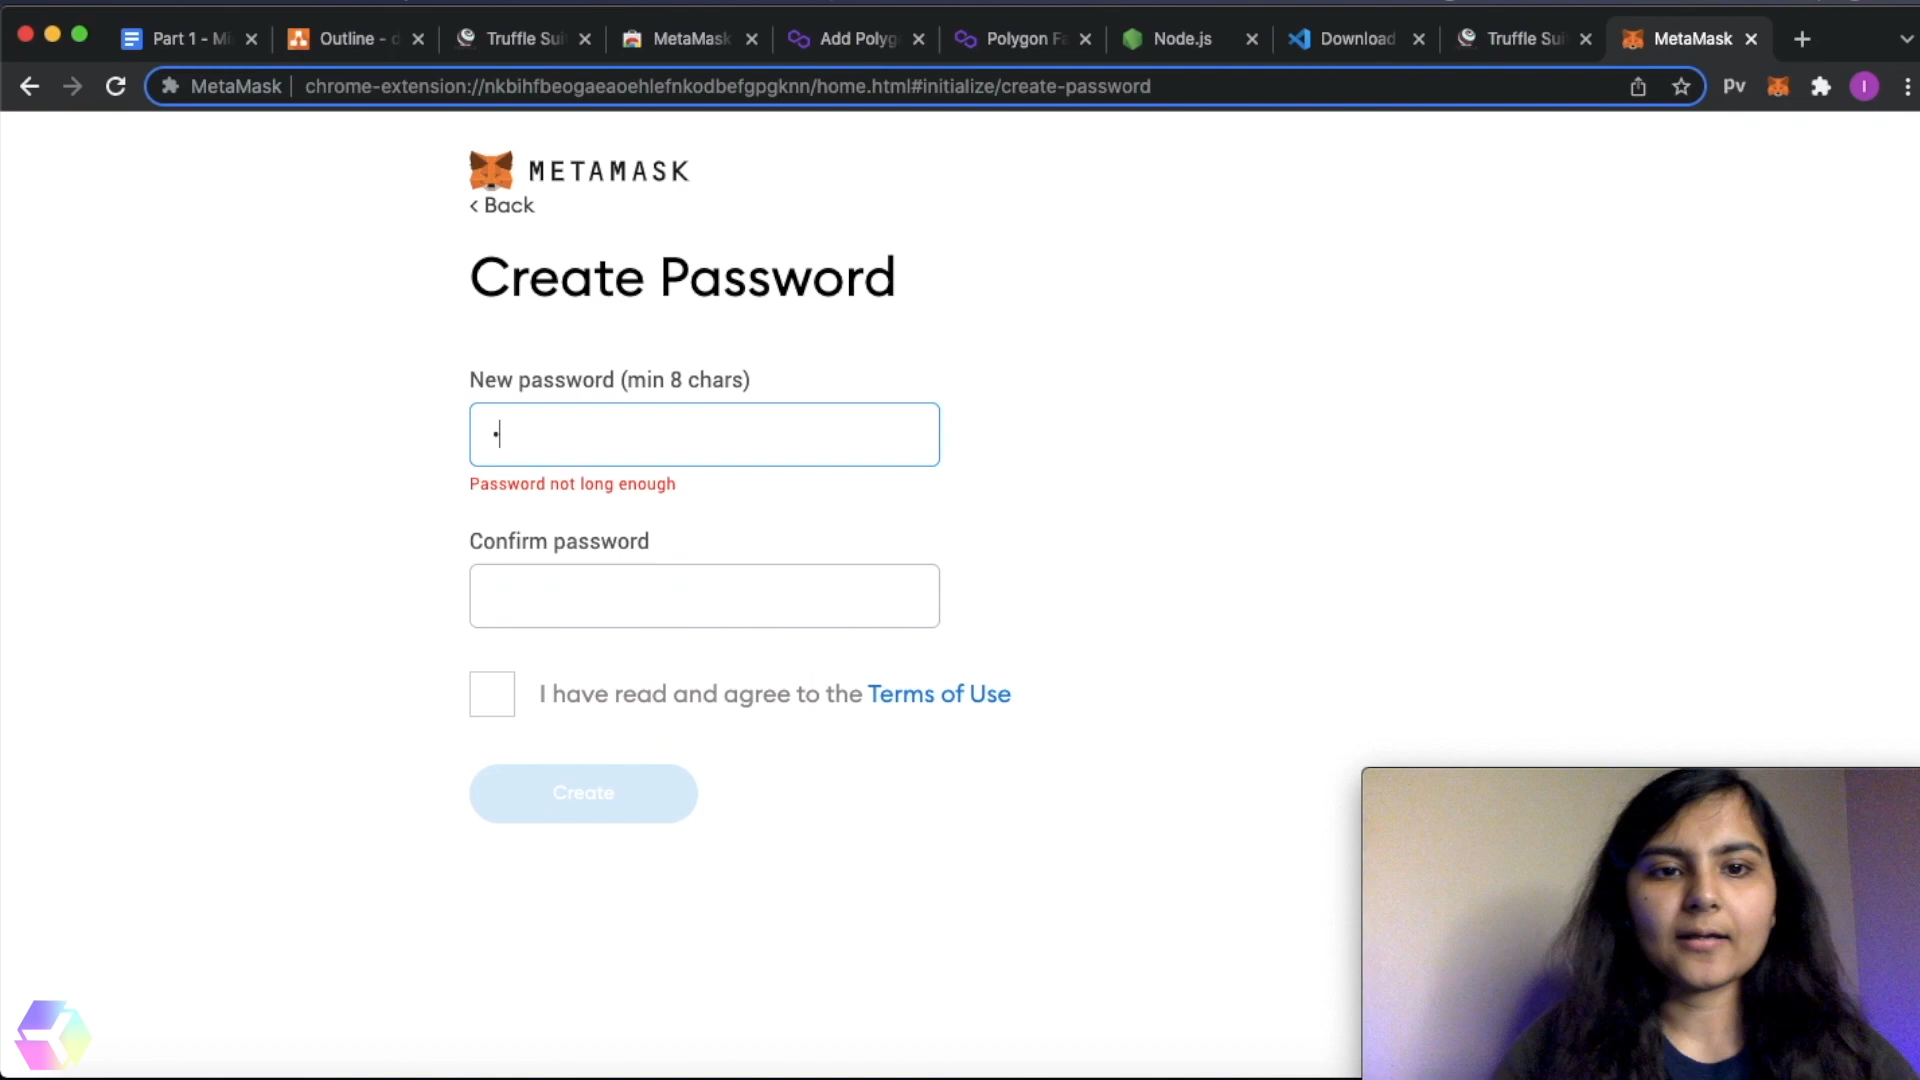 Part 1 - Mi
Outline - d
Truffle Sui
MetaMask
Add Polyg
Polygon Fa
Node.js
Download
Truffle Sui
MetaMask
MetaMask
chrome-extension://nkbihfbeogaeaoehlefnkodbefgpgknn/home.html#initialize/create-password
Pv
I
METAMASK
< Back
Create Password
New password (min 8 chars)
Password not long enough
Confirm password
I have read and agree to the Terms of Use
Create